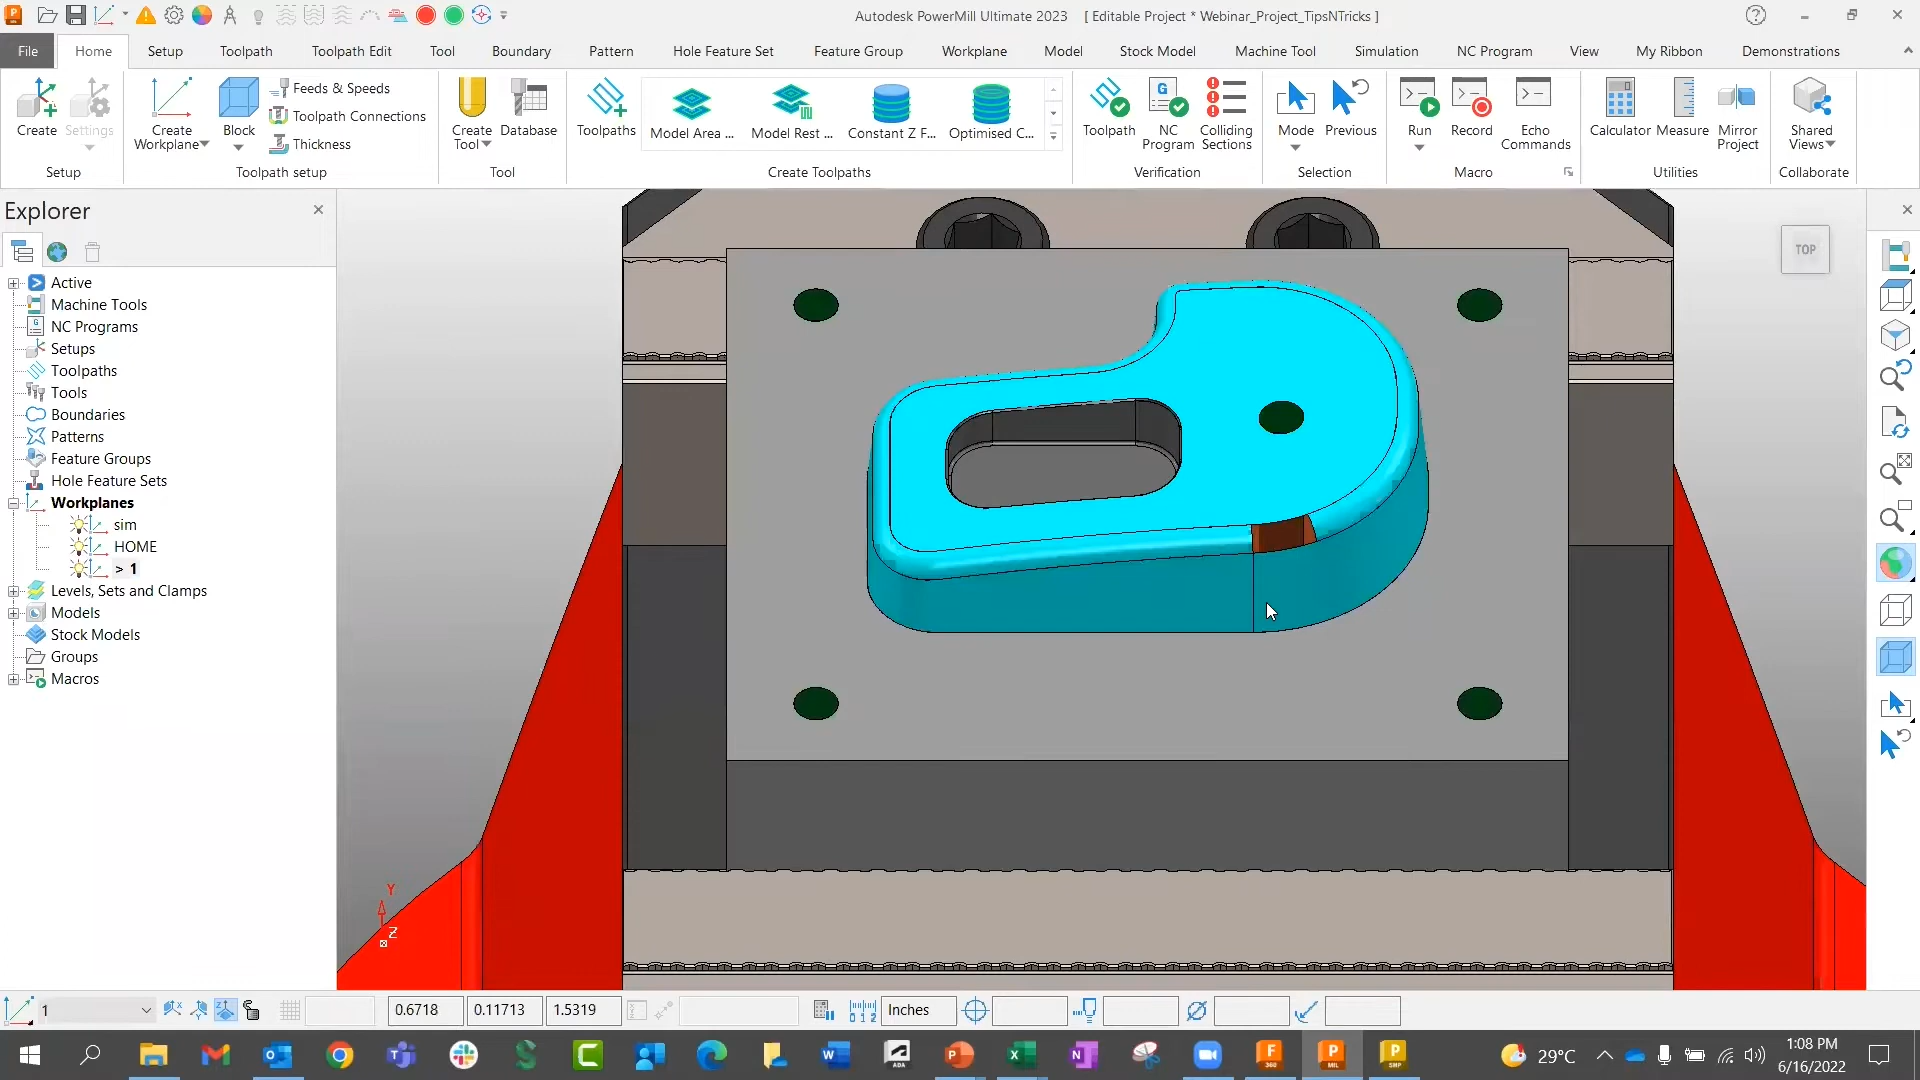 Autodesk PowerMill Ultimate 2023 [ Editable Project * Webinar_Project_TipsNTricks ]
File Home Setup Toolpath Toolpath Edit Tool Boundary Pattern Hole Feature Set Feature Group Workplane Model Stock Model Machine Tool Simulation NC Program View My Ribbon Demonstrations
Create
Settings
Setup
Create
Workplane
Block
Feeds & Speeds
Toolpath Connections
Thickness
Toolpath setup
Create
Tool
Database
Tool
Toolpaths
Model Area ...
Model Rest ...
Constant Z F...
Optimised C...
Create Toolpaths
Toolpath
NC
Program
Colliding
Sections
Verification
Mode
Previous
Selection
Run
Record
Echo
Commands
Macro
Calculator
Measure
Mirror
Project
Utilities
Shared
Views
Collaborate
Explorer
Active
Machine Tools
NC Programs
Setups
Toolpaths
Tools
Boundaries
Patterns
Feature Groups
Hole Feature Sets
Workplanes
sim
HOME
> 1
Levels, Sets and Clamps
Models
Stock Models
Groups
Macros
TOP
Y
Z
1
0.6718
0.11713
1.5319
Inches
29°C
1:08 PM
6/16/2022